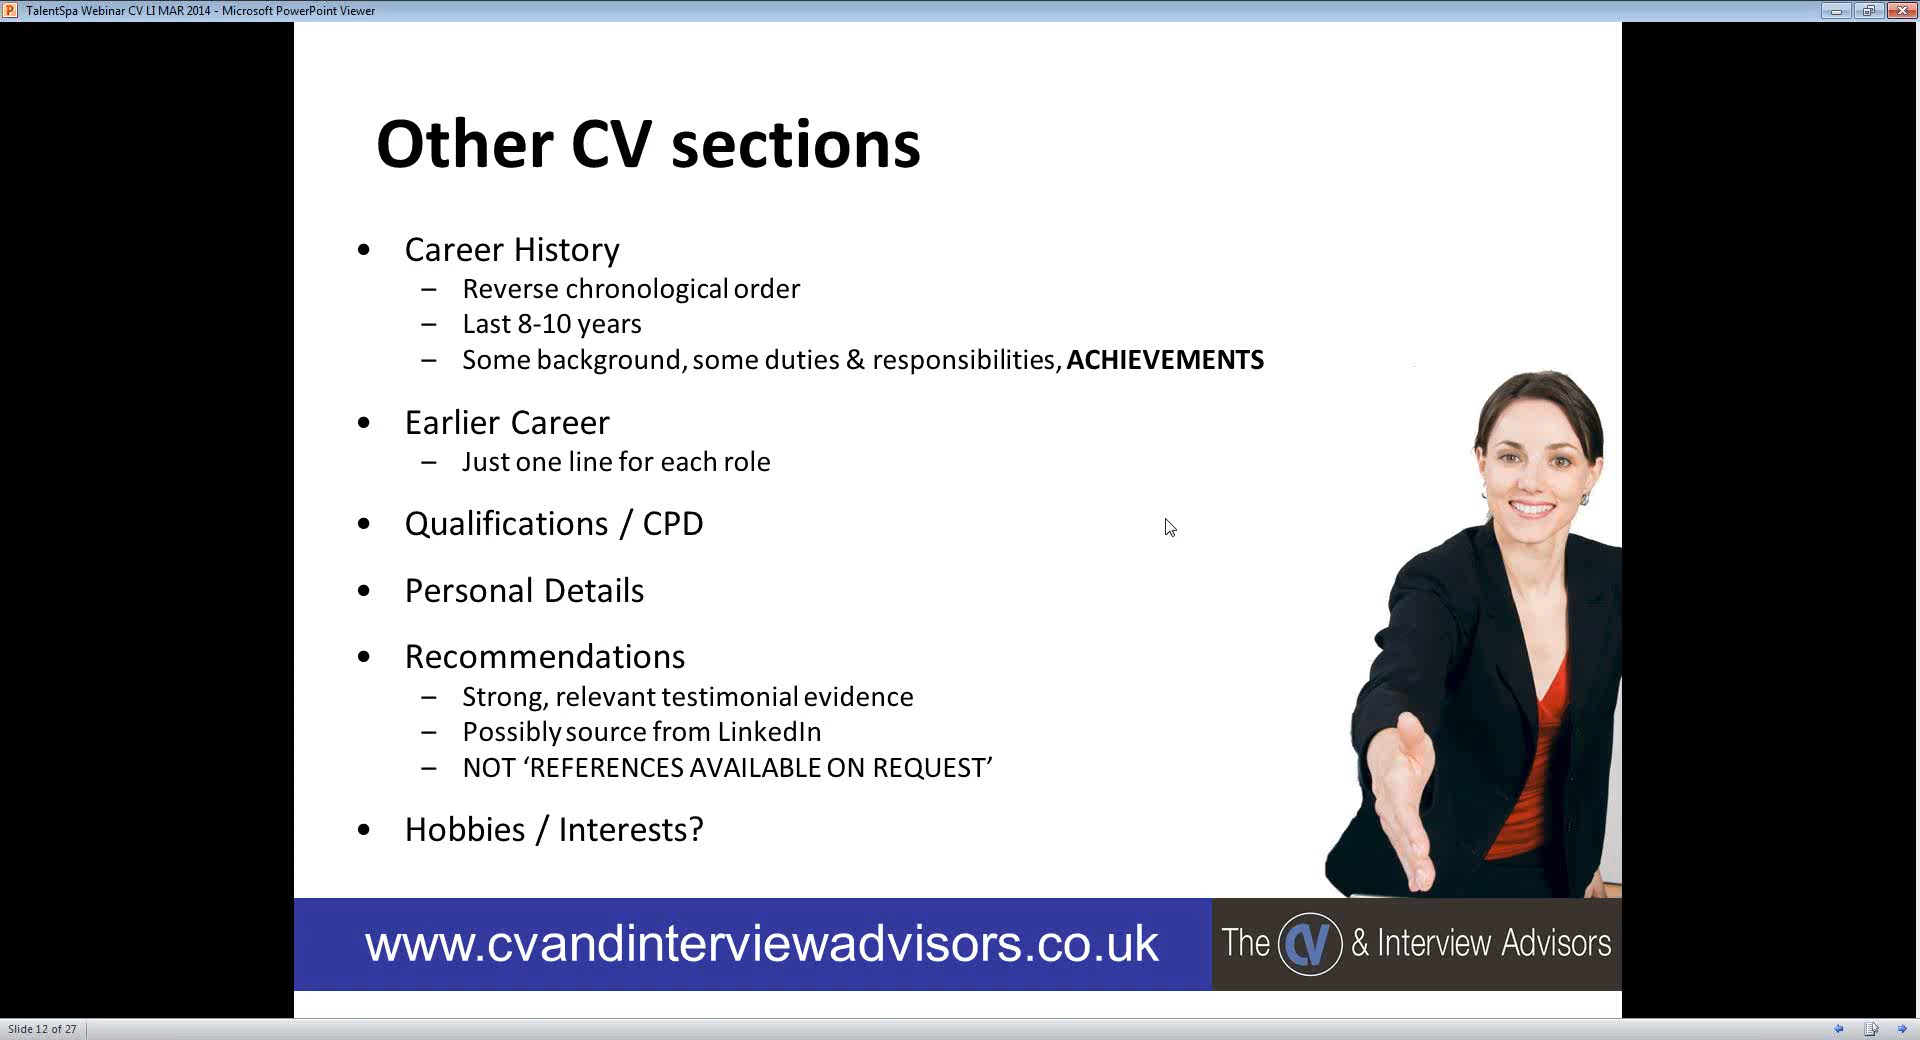 TalentSpa Webinar CV LI MAR 2014 - Microsoft PowerPoint Viewer
Other CV sections
• Career History
– Reverse chronological order
– Last 8-10 years
– Some background, some duties & responsibilities, ACHIEVEMENTS
• Earlier Career
– Just one line for each role
• Qualifications / CPD
• Personal Details
• Recommendations
– Strong, relevant testimonial evidence
– Possibly source from LinkedIn
– NOT ‘REFERENCES AVAILABLE ON REQUEST’
• Hobbies / Interests?
www.cvandinterviewadvisors.co.uk
The CV & Interview Advisors
Slide 12 of 27